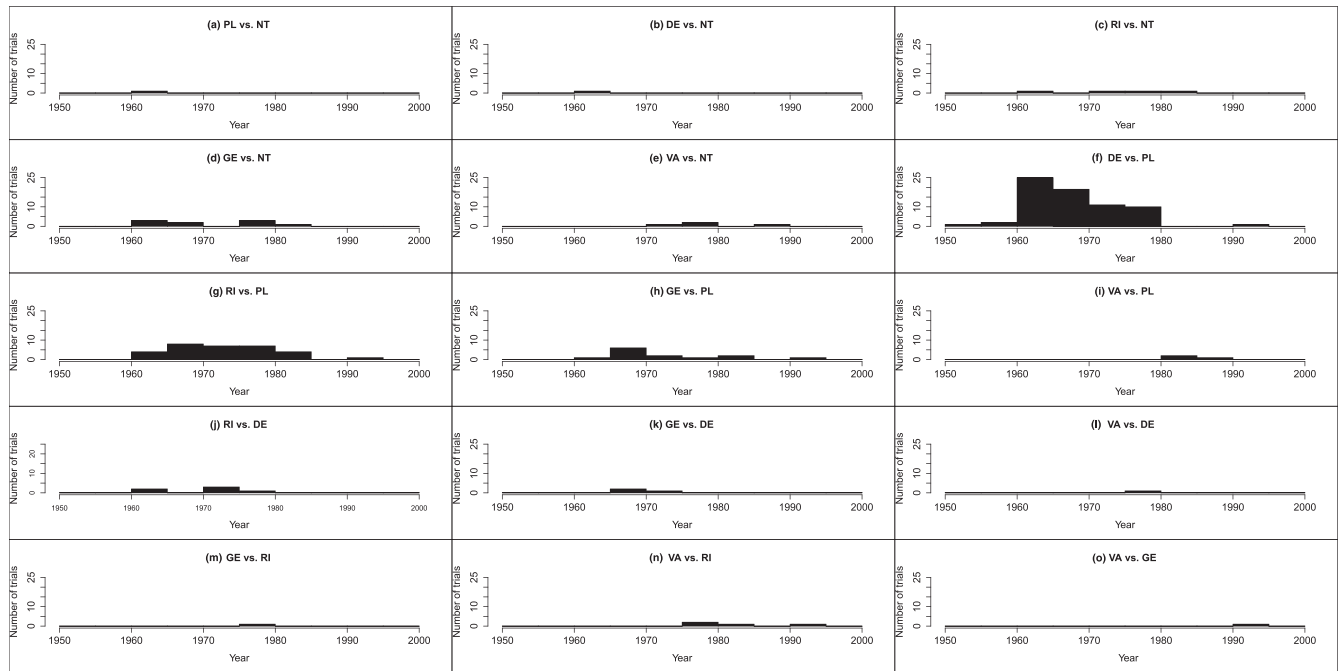 (a) PL vs. NT
Number of trials
25
10
0
1950 1960 1970 1980 1990 2000
Year
(b) DE vs. NT
Number of trials
25
10
0
1950 1960 1970 1980 1990 2000
Year
(c) RI vs. NT
Number of trials
25
10
0
1950 1960 1970 1980 1990 2000
Year
(d) GE vs. NT
Number of trials
25
10
0
1950 1960 1970 1980 1990 2000
Year
(e) VA vs. NT
Number of trials
25
10
0
1950 1960 1970 1980 1990 2000
Year
(f) DE vs. PL
Number of trials
25
10
0
1950 1960 1970 1980 1990 2000
Year
(g) RI vs. PL
Number of trials
25
10
0
1950 1960 1970 1980 1990 2000
Year
(h) GE vs. PL
Number of trials
25
10
0
1950 1960 1970 1980 1990 2000
Year
(i) VA vs. PL
Number of trials
25
10
0
1950 1960 1970 1980 1990 2000
Year
(j) RI vs. DE
Number of trials
20
10
0
1950 1960 1970 1980 1990 2000
Year
(k) GE vs. DE
Number of trials
25
10
0
1950 1960 1970 1980 1990 2000
Year
(l) VA vs. DE
Number of trials
25
10
0
1950 1960 1970 1980 1990 2000
Year
(m) GE vs. RI
Number of trials
25
10
0
1950 1960 1970 1980 1990 2000
Year
(n) VA vs. RI
Number of trials
25
10
0
1950 1960 1970 1980 1990 2000
Year
(o) VA vs. GE
Number of trials
25
10
0
1950 1960 1970 1980 1990 2000
Year